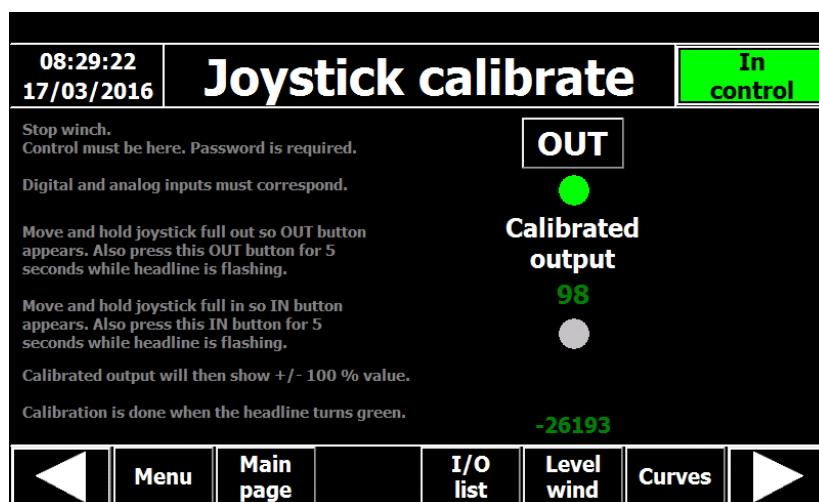 08:29:22
17/03/2016
Joystick calibrate
In
control
Stop winch.
Control must be here. Password is required.
OUT
Digital and analog inputs must correspond.
Move and hold joystick full out so OUT button
appears. Also press this OUT button for 5
seconds while headline is flashing.
Calibrated
output
98
Move and hold joystick full in so IN button
appears. Also press this IN button for 5
seconds while headline is flashing.
Calibrated output will then show +/- 100 % value.
Calibration is done when the headline turns green.
-26193
Menu
Main
page
I/O
list
Level
wind
Curves